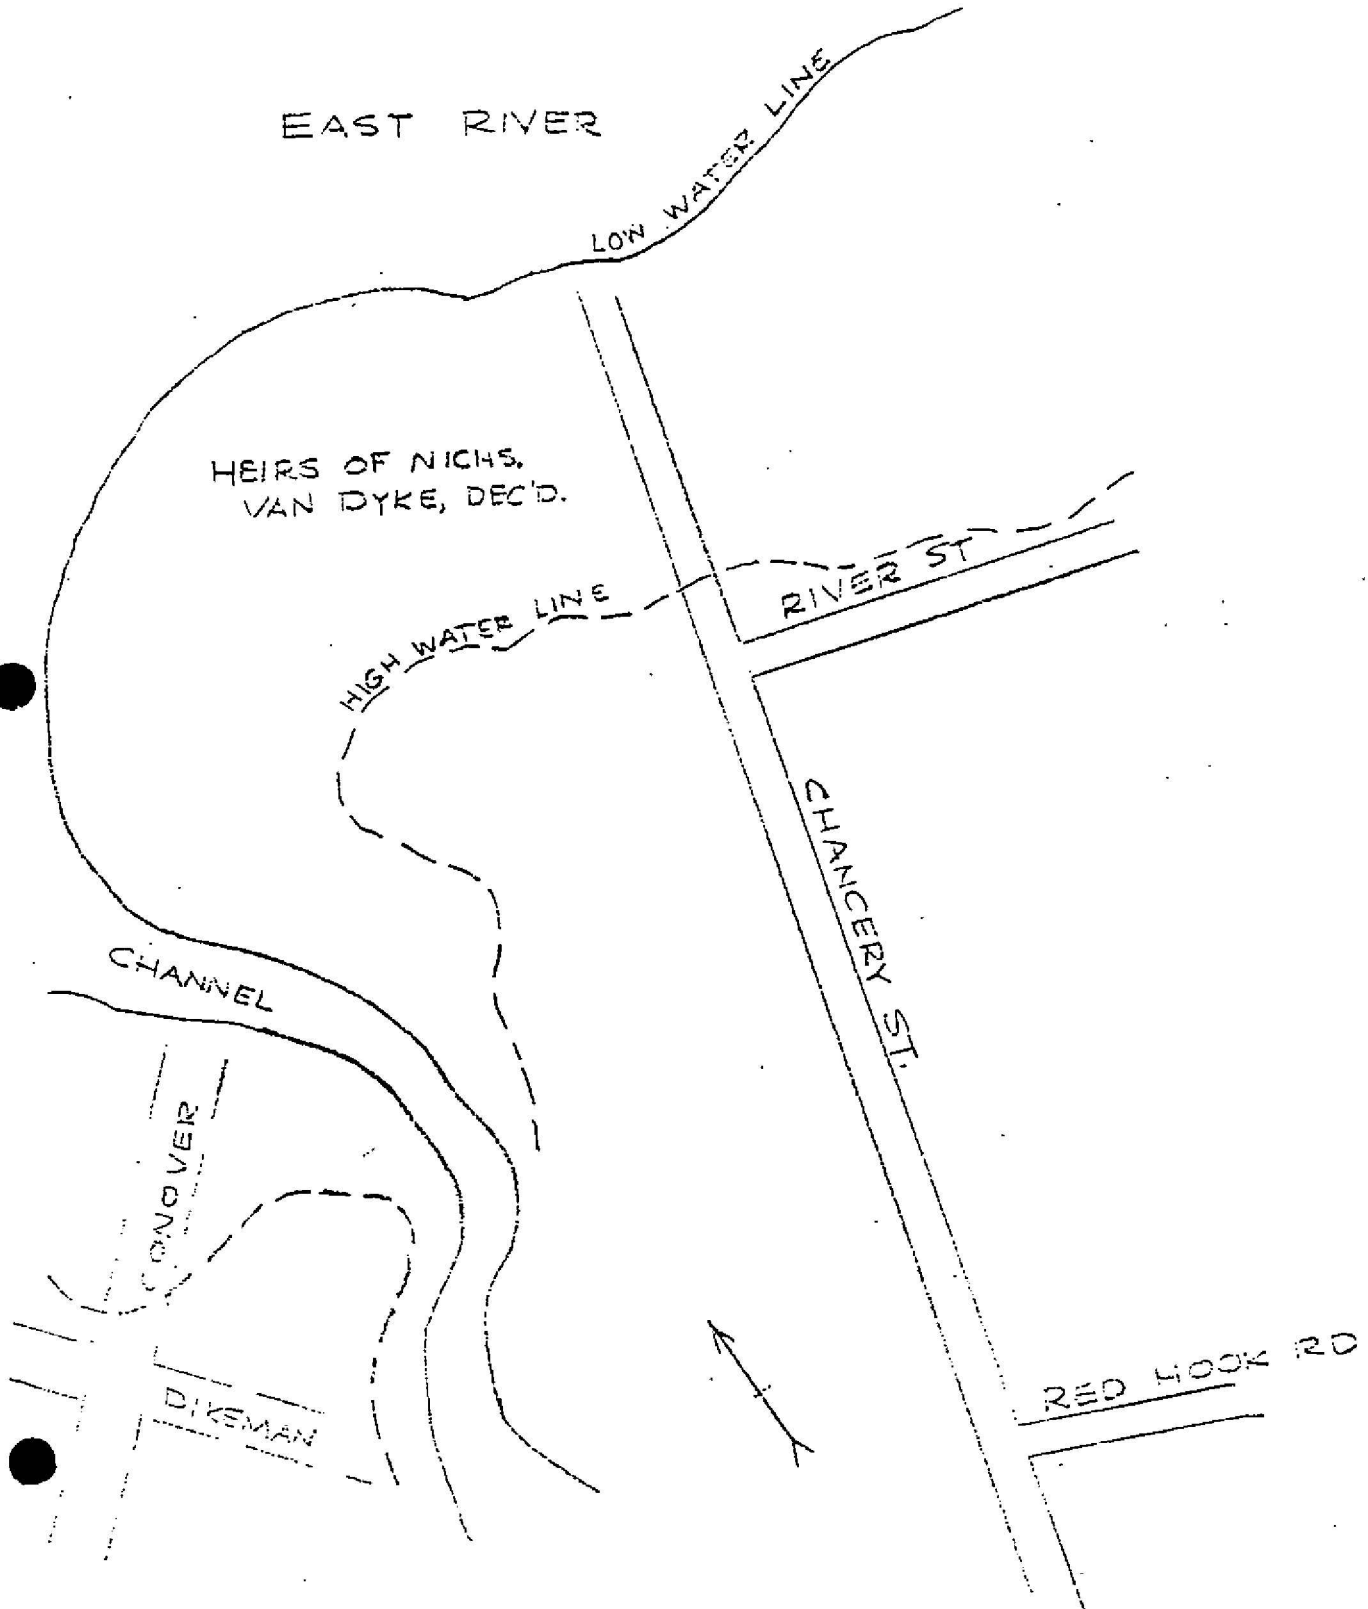 EAST RIVER
LOW WATER LINE
HEIRS OF NICHS.
VAN DYKE, DEC'D.
HIGH WATER LINE
RIVER ST
CHANCERY ST.
CHANNEL
CONOVER
DIKEMAN
RED HOOK RD